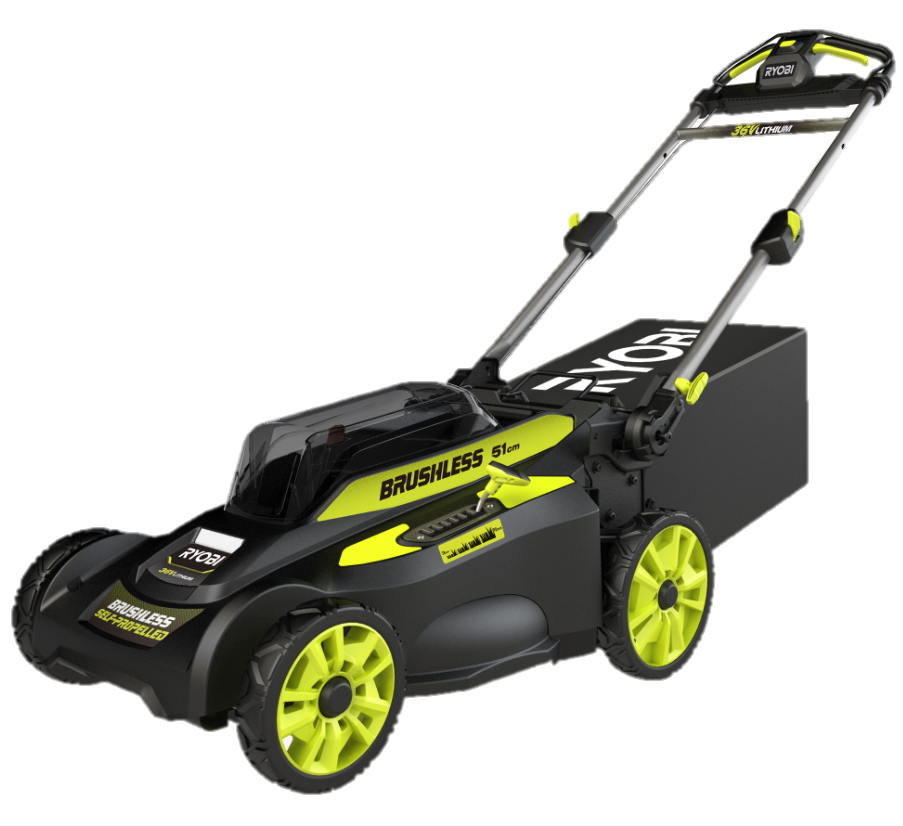 RYOBI
36V LITHIUM
RYOBI
BRUSHLESS 51cm
RYOBI
36V LITHIUM
BRUSHLESS
SELF-PROPELLED